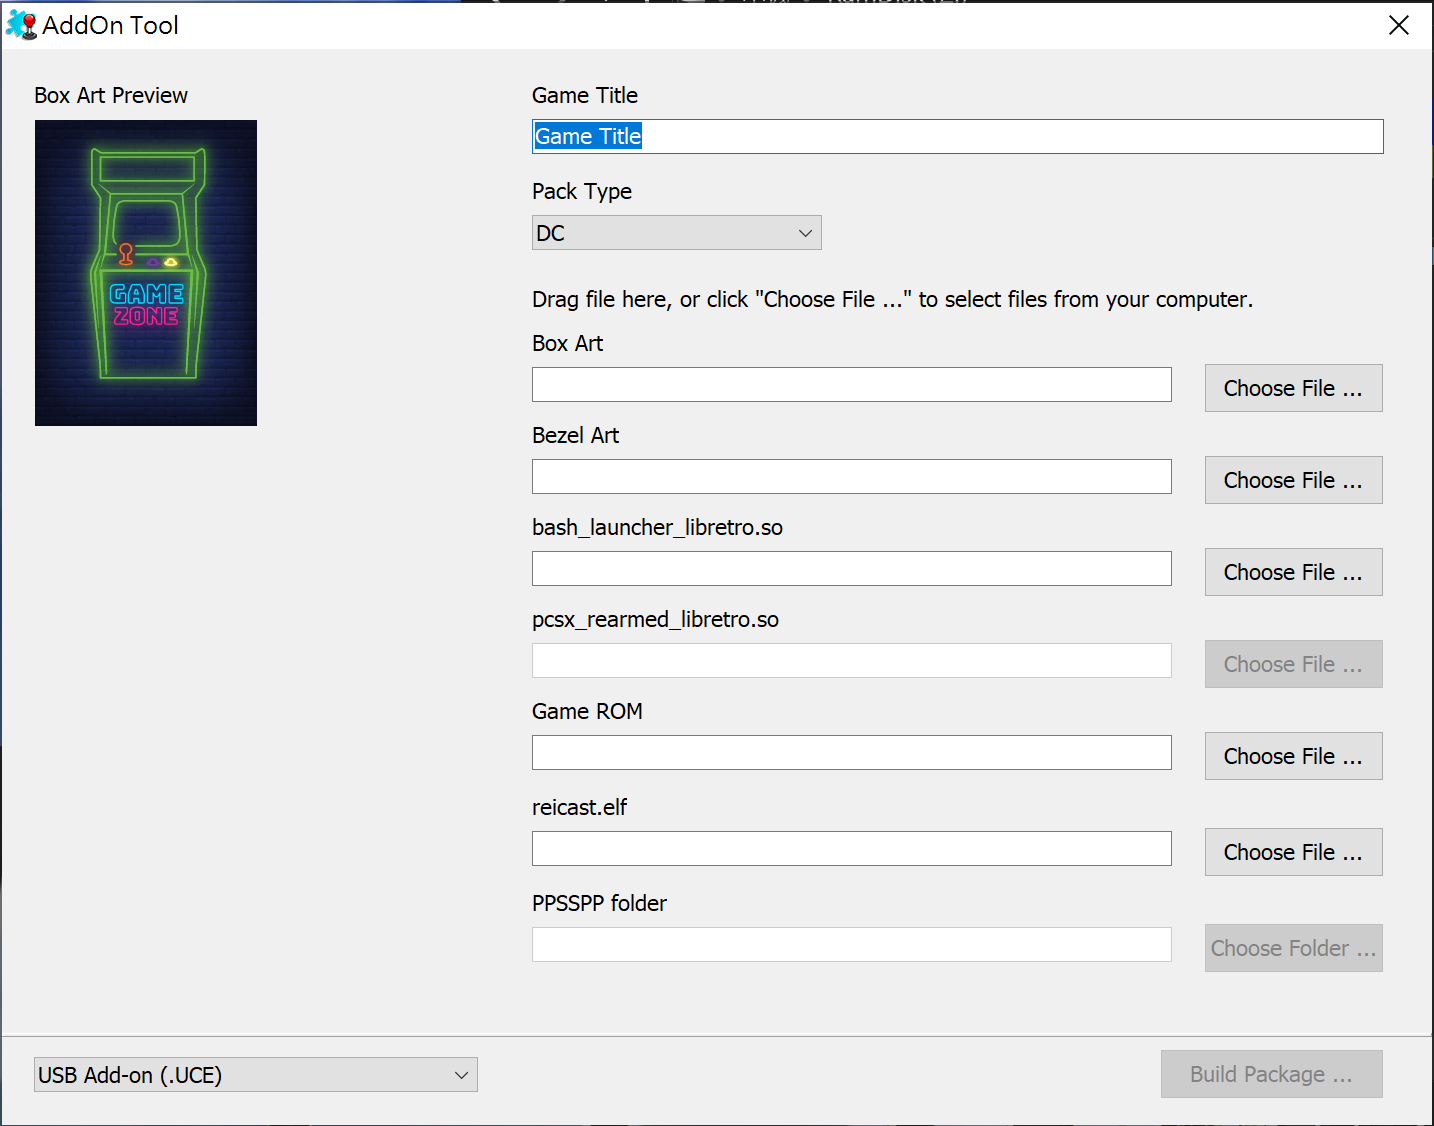 AddOn Tool
Box Art Preview
GAME
ZONE
Game Title
Game Title
Pack Type
DC
Drag file here, or click "Choose File ..." to select files from your computer.
Box Art
Choose File ...
Bezel Art
Choose File ...
bash_launcher_libretro.so
Choose File ...
pcsx_rearmed_libretro.so
Choose File ...
Game ROM
Choose File ...
reicast.elf
Choose File ...
PPSSPP folder
Choose Folder ...
USB Add-on (.UCE)
Build Package ...